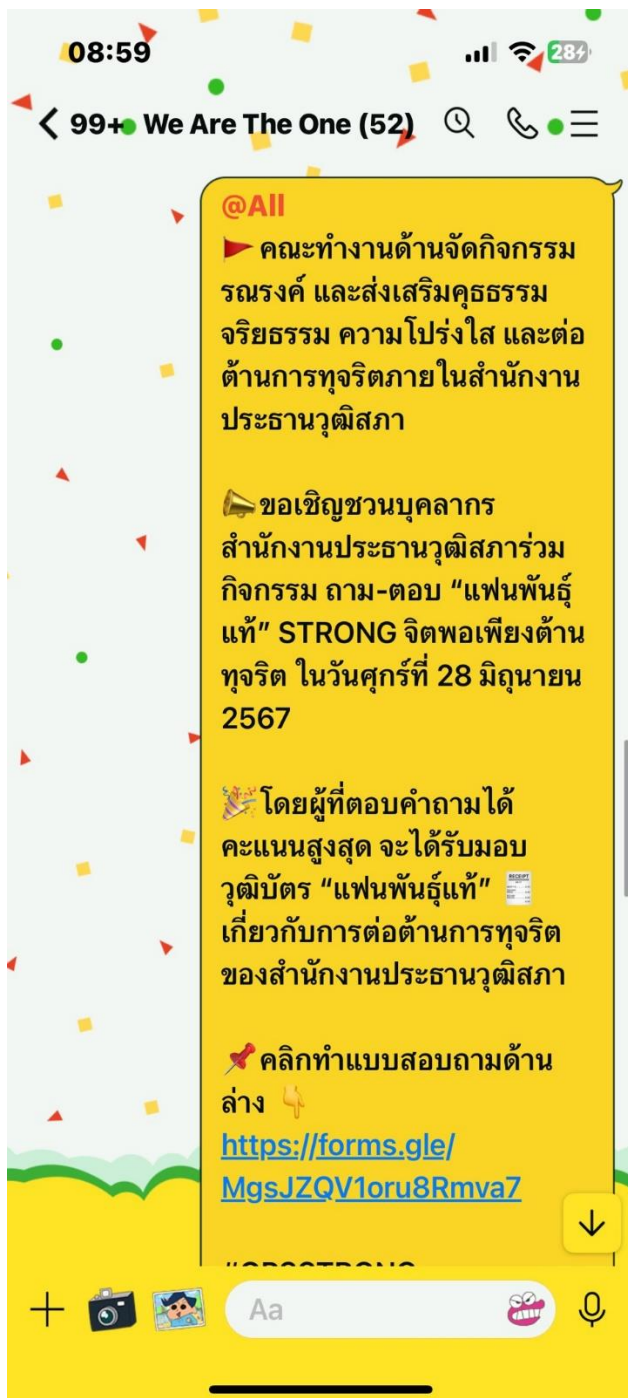 08:59
28
99+ We Are The One (52)
@All
🚩 คณะทำงานด้านจัดกิจกรรม
รณรงค์ และส่งเสริมคุธธรรม
จริยธรรม ความโปร่งใส และต่อ
ต้านการทุจริตภายในสำนักงาน
ประธานวุฒิสภา
📣ขอเชิญชวนบุคลากร
สำนักงานประธานวุฒิสภาร่วม
กิจกรรม ถาม-ตอบ “แฟนพันธุ์
แท้” STRONG จิตพอเพียงต้าน
ทุจริต ในวันศุกร์ที่ 28 มิถุนายน
2567
🎉โดยผู้ที่ตอบคำถามได้
คะแนนสูงสุด จะได้รับมอบ
วุฒิบัตร “แฟนพันธุ์แท้” 🧾
เกี่ยวกับการต่อต้านการทุจริต
ของสำนักงานประธานวุฒิสภา
📌คลิกทำแบบสอบถามด้าน
ล่าง 👇
https://forms.gle/
MgsJZQV1oru8Rmva7
Aa